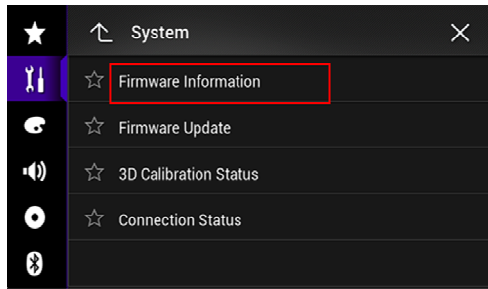 System
Firmware Information
Firmware Update
3D Calibration Status
Connection Status